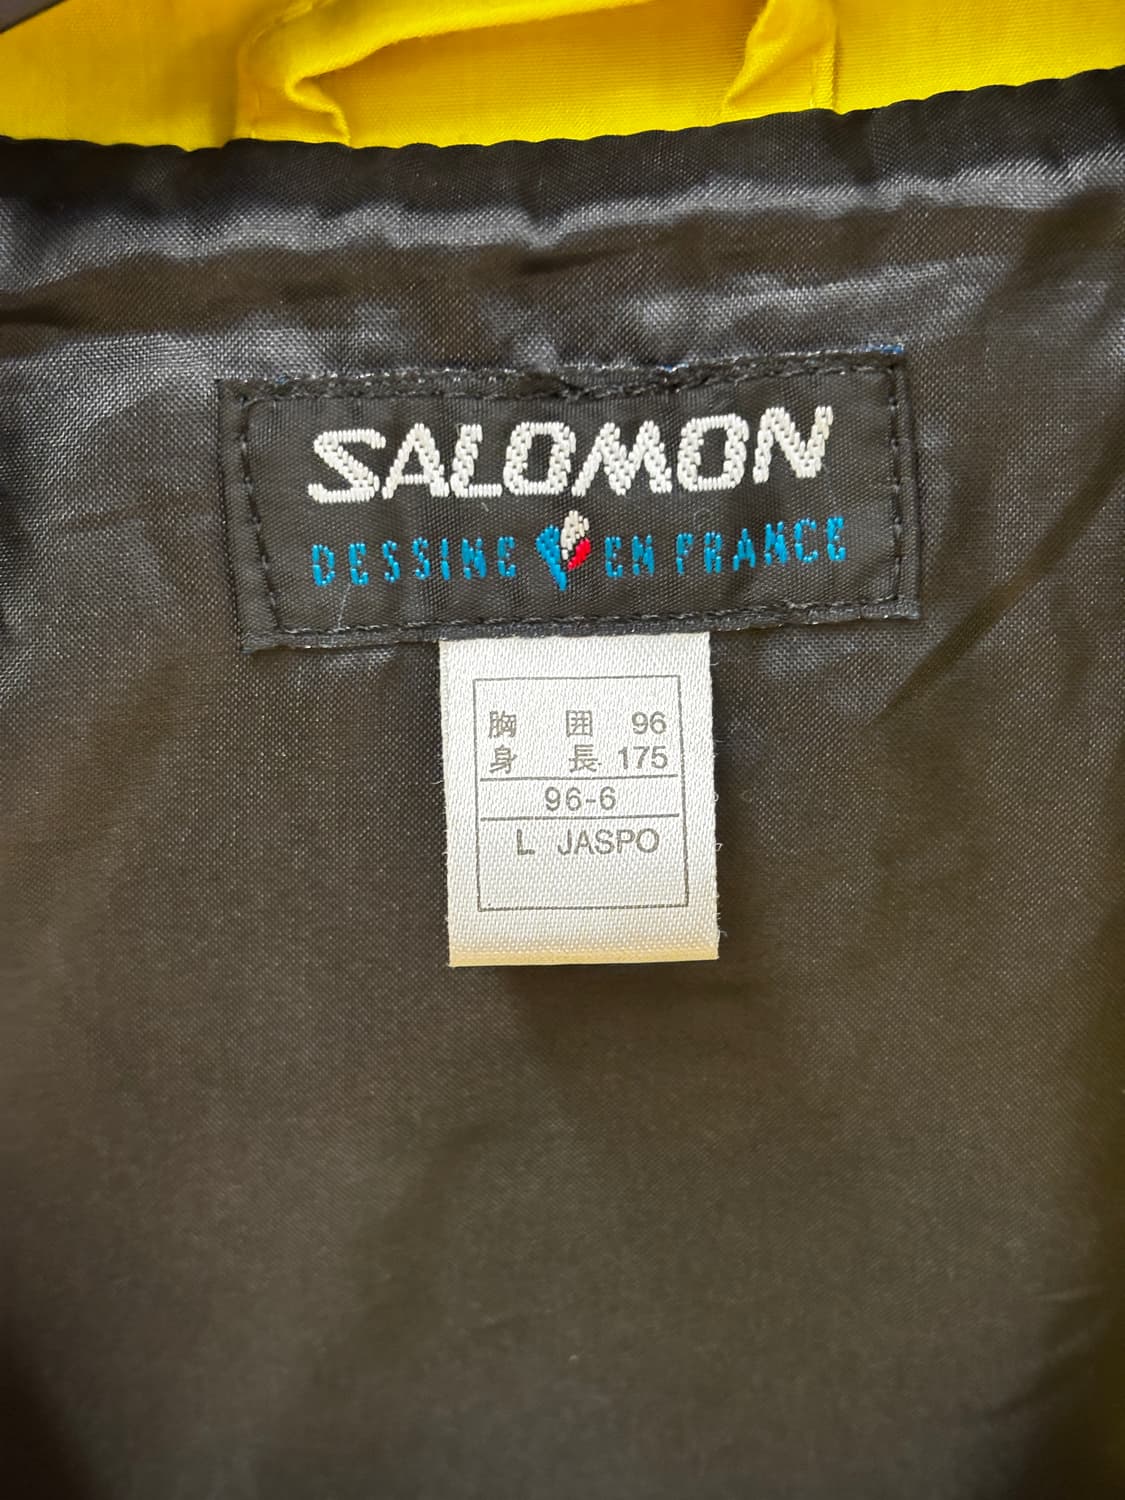 SALOMON
DESSINE EN FRANCE
胸 囲 96
身 長 175
96-6
L JASPO